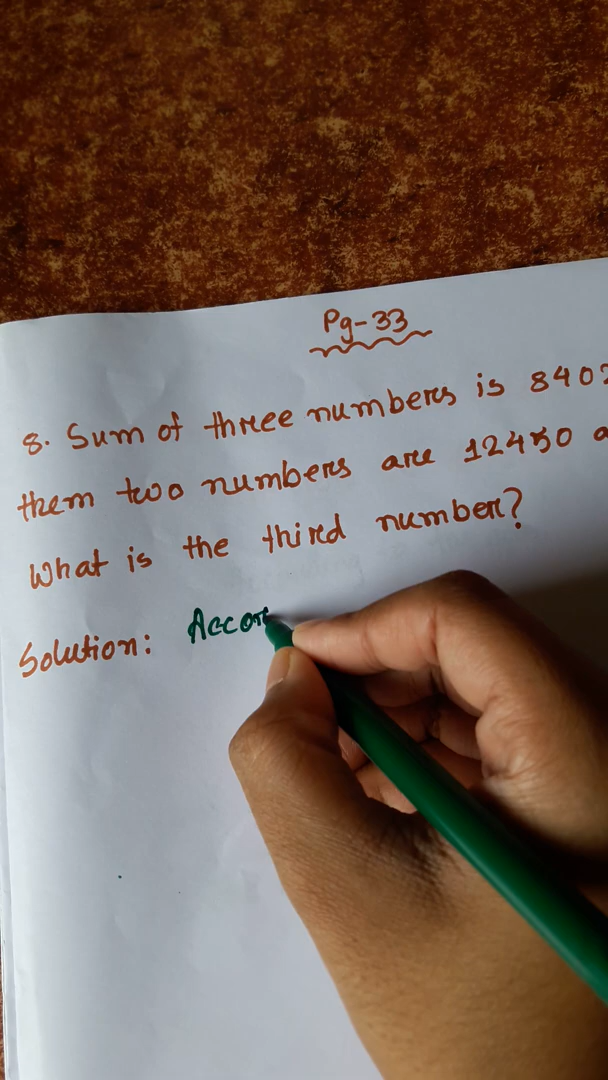 Pg-33
8. Sum of three numbers is 840
them two numbers are 12450 a
What is the third number?
Solution: Accor